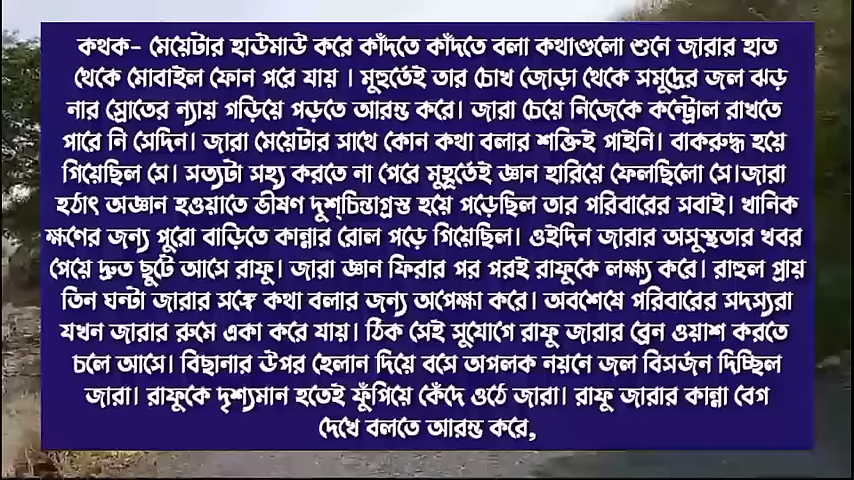 কথক- মেয়েটার হাউমাউ করে কাঁদতে কাঁদতে বলা কথাগুলো শুনে জারার হাত
থেকে মোবাইল ফোন পরে যায় । মুহুর্তেই তার চোখ জোড়া থেকে সমুদ্রের জল ঝড়
নার স্রোতের ন্যায় গড়িয়ে পড়তে আরম্ভ করে। জারা চেয়ে নিজেকে কন্ট্রোল রাখতে
পারে নি সেদিন। জারা মেয়েটার সাথে কোন কথা বলার শক্তিই পাইনি। বাকরুদ্ধ হয়ে
গিয়েছিল সে। সত্যটা সহ্য করতে না পেরে মুহূর্তেই জ্ঞান হারিয়ে ফেলছিলো সে।জারা
হঠাৎ অজ্ঞান হওয়াতে ভীষণ দুশ্চিন্তাগ্রস্ত হয়ে পড়েছিল তার পরিবারের সবাই। খানিক
ক্ষণের জন্য পুরো বাড়িতে কান্নার রোল পড়ে গিয়েছিল। ওইদিন জারার অসুস্থতার খবর
পেয়ে দ্রুত ছুটে আসে রাফু। জারা জ্ঞান ফিরার পর পরই রাফুকে লক্ষ্য করে। রাহুল প্রায়
তিন ঘন্টা জারার সঙ্গে কথা বলার জন্য অপেক্ষা করে। অবশেষে পরিবারের সদস্যরা
যখন জারার রুমে একা করে যায়। ঠিক সেই সুযোগে রাফু জারার ব্রেন ওয়াশ করতে
চলে আসে। বিছানার উপর হেলান দিয়ে বসে অপলক নয়নে জল বিসর্জন দিচ্ছিল
জারা। রাফুকে দৃশ্যমান হতেই ফুঁপিয়ে কেঁদে ওঠে জারা। রাফু জারার কান্না বেগ
দেখে বলতে আরম্ভ করে,